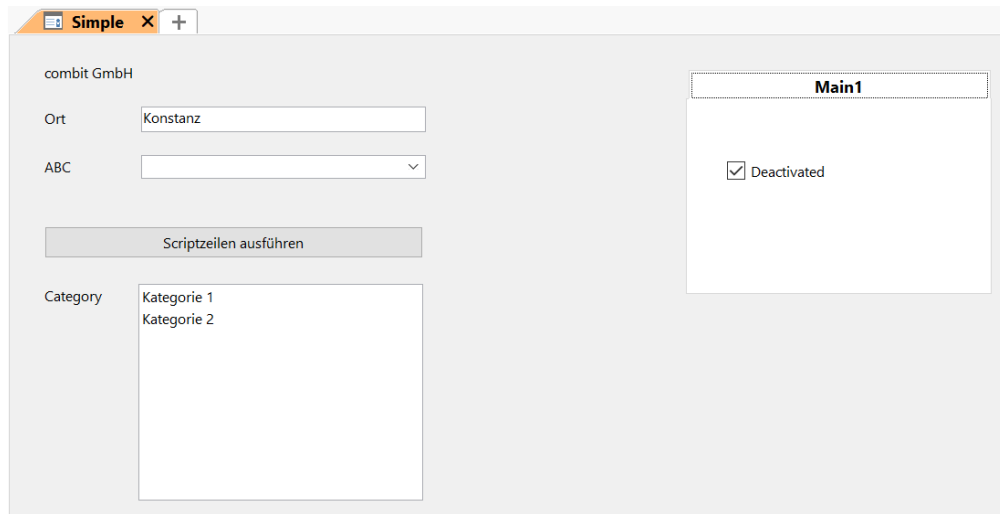 Simple
combit GmbH
Main1
Ort Konstanz
ABC
Deactivated
Scriptzeilen ausführen
Category Kategorie 1
Kategorie 2